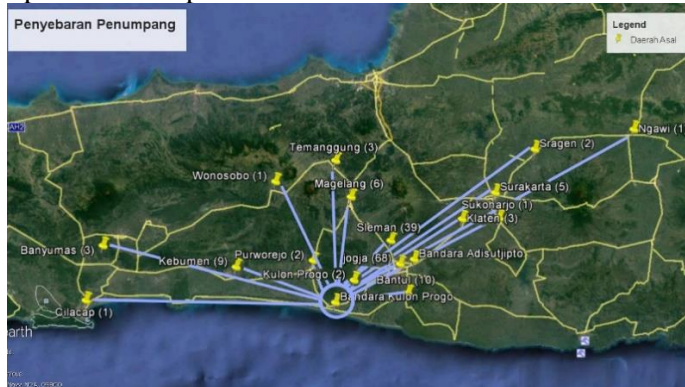 Penyebaran Penumpang
Legend
Daerah Asal
Ngawi (1
Sragen (2)
Temanggung (3)
Wonosobo (1)
Magelang (6)
Surakarta (5)
Sukoharjo (1)
Klaten (3)
Sleman (39)
Banyumas (3)
Purworejo (2)
Kebumen (9)
jogja (68)
Bandara Adisutjipto
Kulon Progo (2)
Bantul (10)
Bandara Kulon Progo
Cilacap (1)
arth